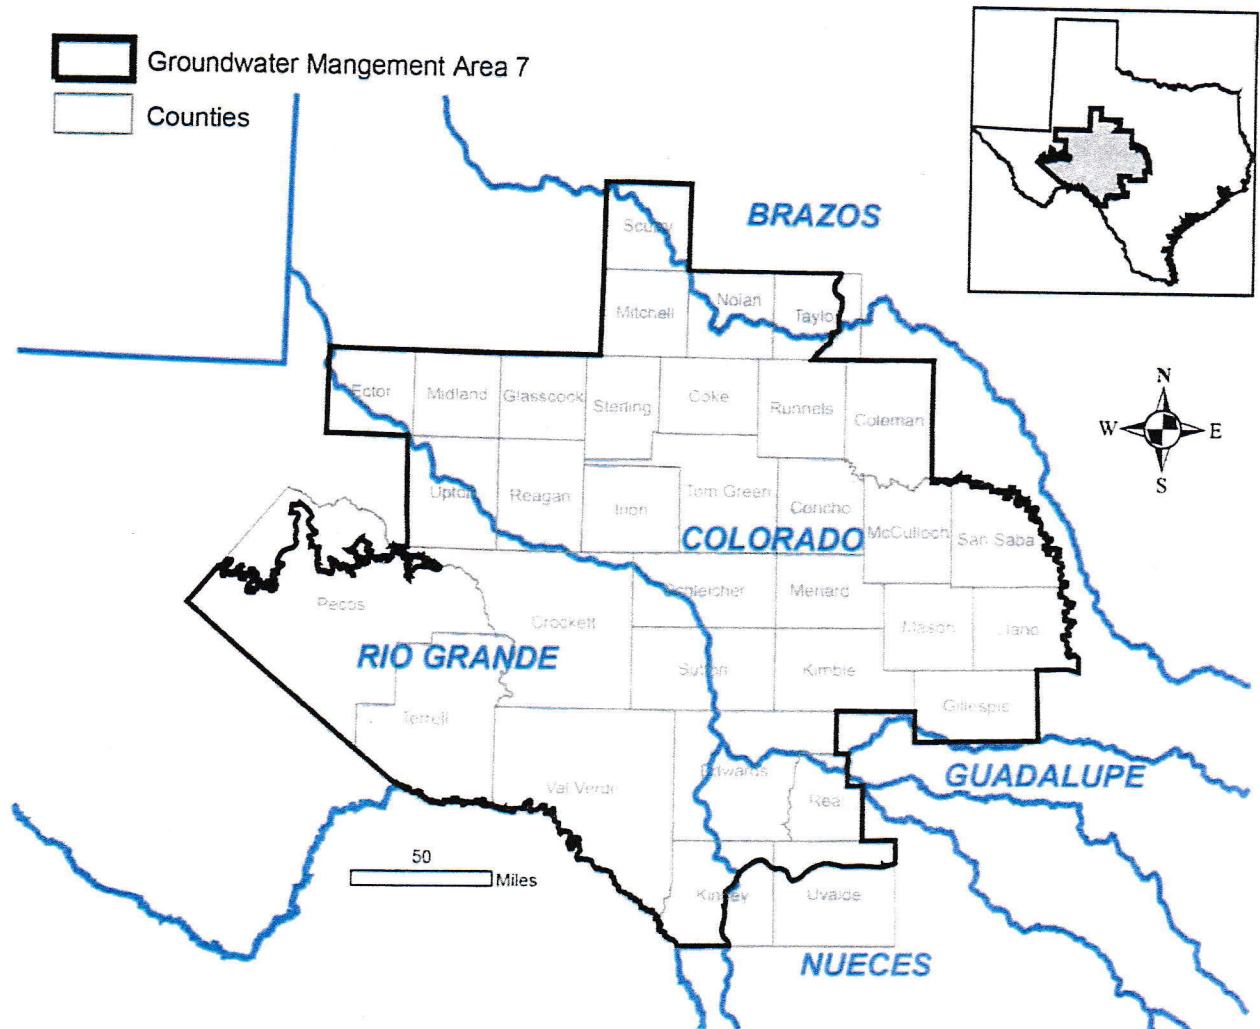 Groundwater Mangement Area 7
Counties
BRAZOS
Scurry
Nolan
Mitchell
Taylo
N
W E
S
Ector
Midland
Glasscock
Sterling
Coke
Runnels
Coleman
Upton
Reagan
Irion
Tom Green
Concho
COLORADO
McCulloch
San Saba
Pecos
Schleicher
Menard
Crockett
Mason
Llano
RIO GRANDE
Sutton
Kimble
Terrell
Gillespie
Edwards
GUADALUPE
Val Verde
Real
50
Miles
Kinney
Uvalde
NUECES